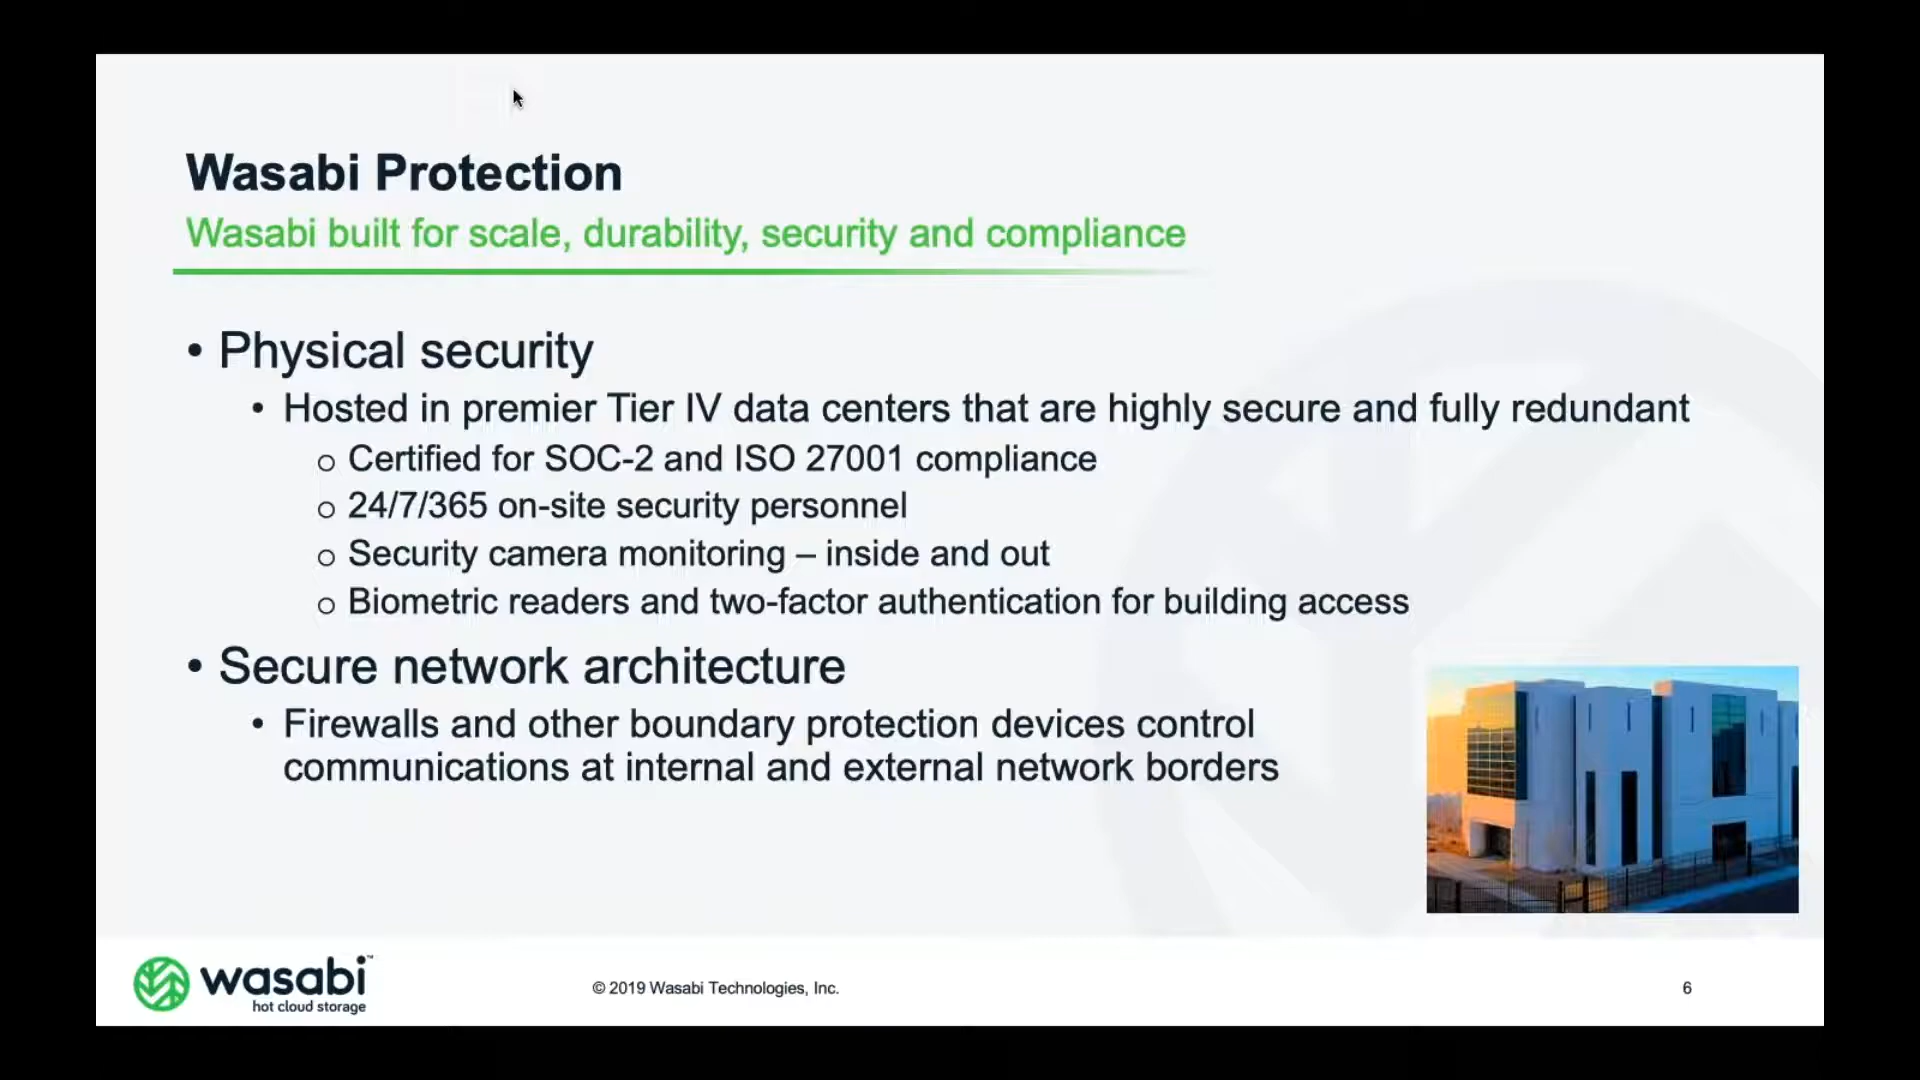 Wasabi Protection
Wasabi built for scale, durability, security and compliance
• Physical security
• Hosted in premier Tier IV data centers that are highly secure and fully redundant
o Certified for SOC-2 and ISO 27001 compliance
o 24/7/365 on-site security personnel
o Security camera monitoring – inside and out
o Biometric readers and two-factor authentication for building access
• Secure network architecture
• Firewalls and other boundary protection devices control
communications at internal and external network borders
wasabi™
hot cloud storage
© 2019 Wasabi Technologies, Inc.
6